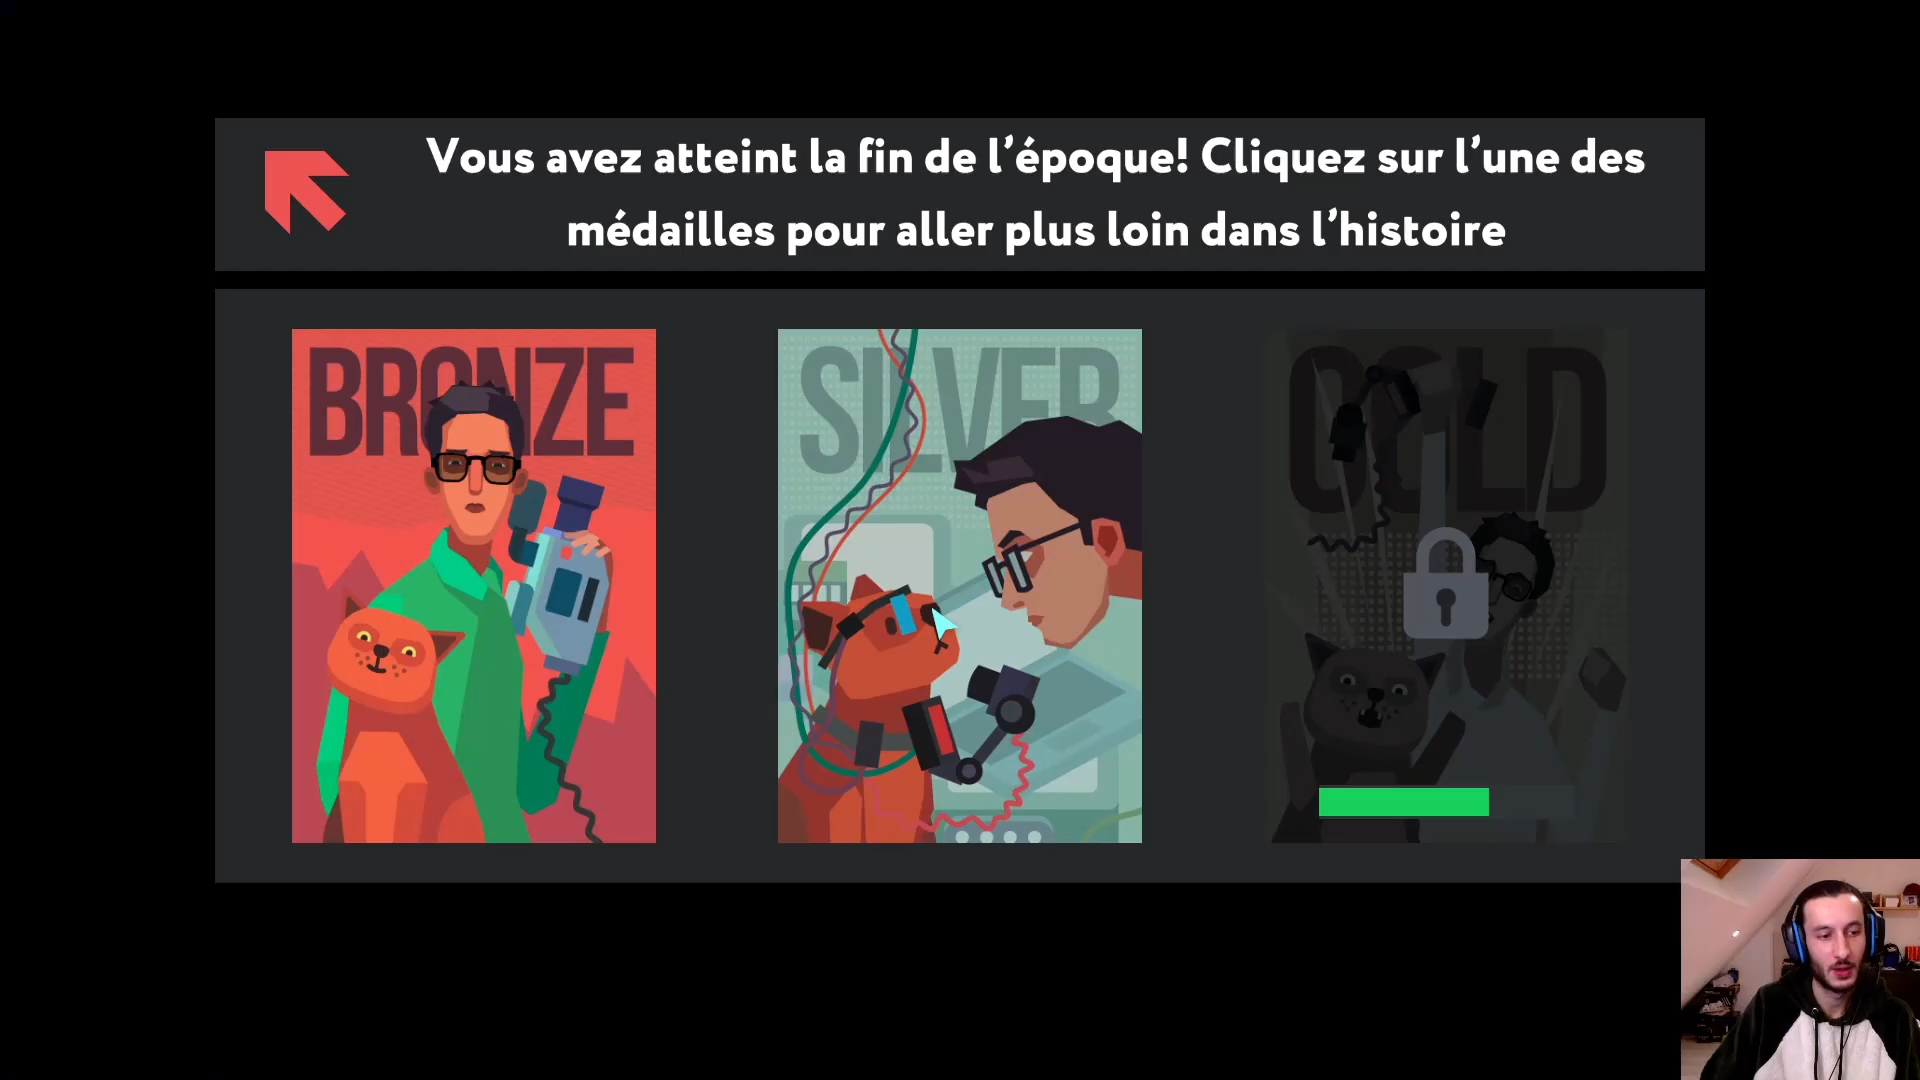 Vous avez atteint la fin de l'époque! Cliquez sur l'une des
médailles pour aller plus loin dans l'histoire
BRONZE
SILVER
GOLD